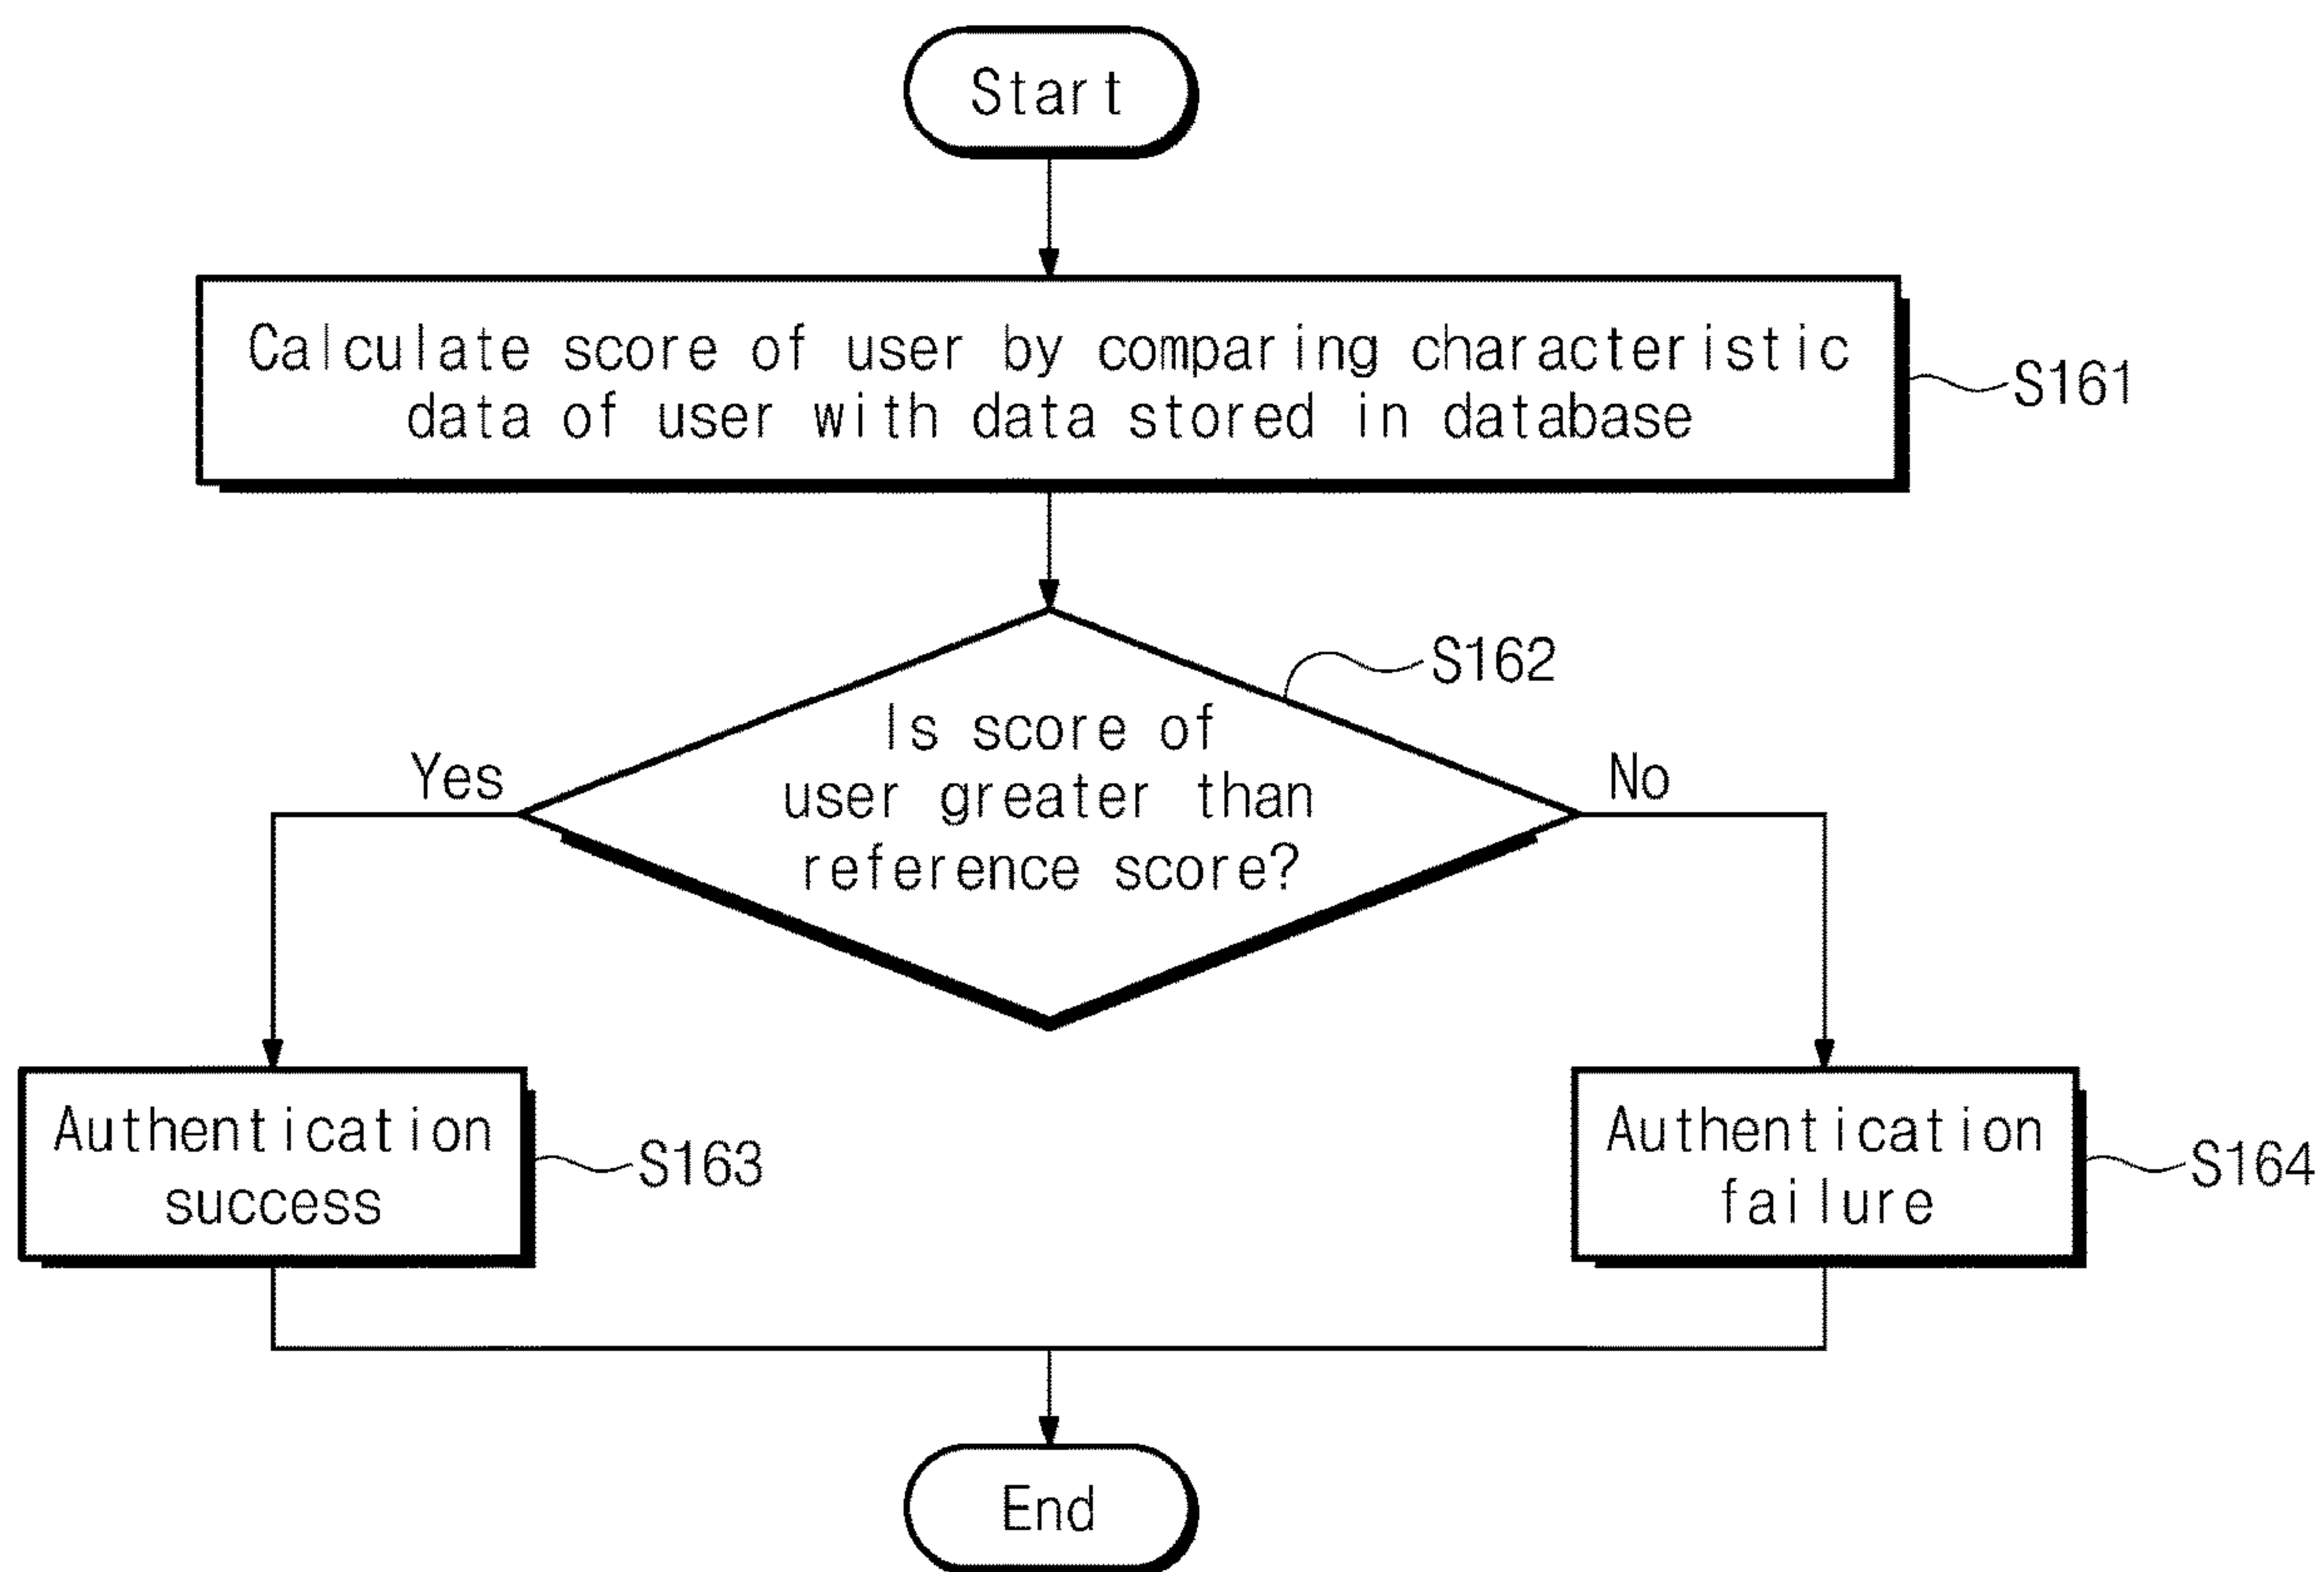 Start
Calculate score of user by comparing characteristic
data of user with data stored in database
S161
S162
Is score of
user greater than
reference score?
Yes
No
Authentication
success
S163
Authentication
failure
S164
End